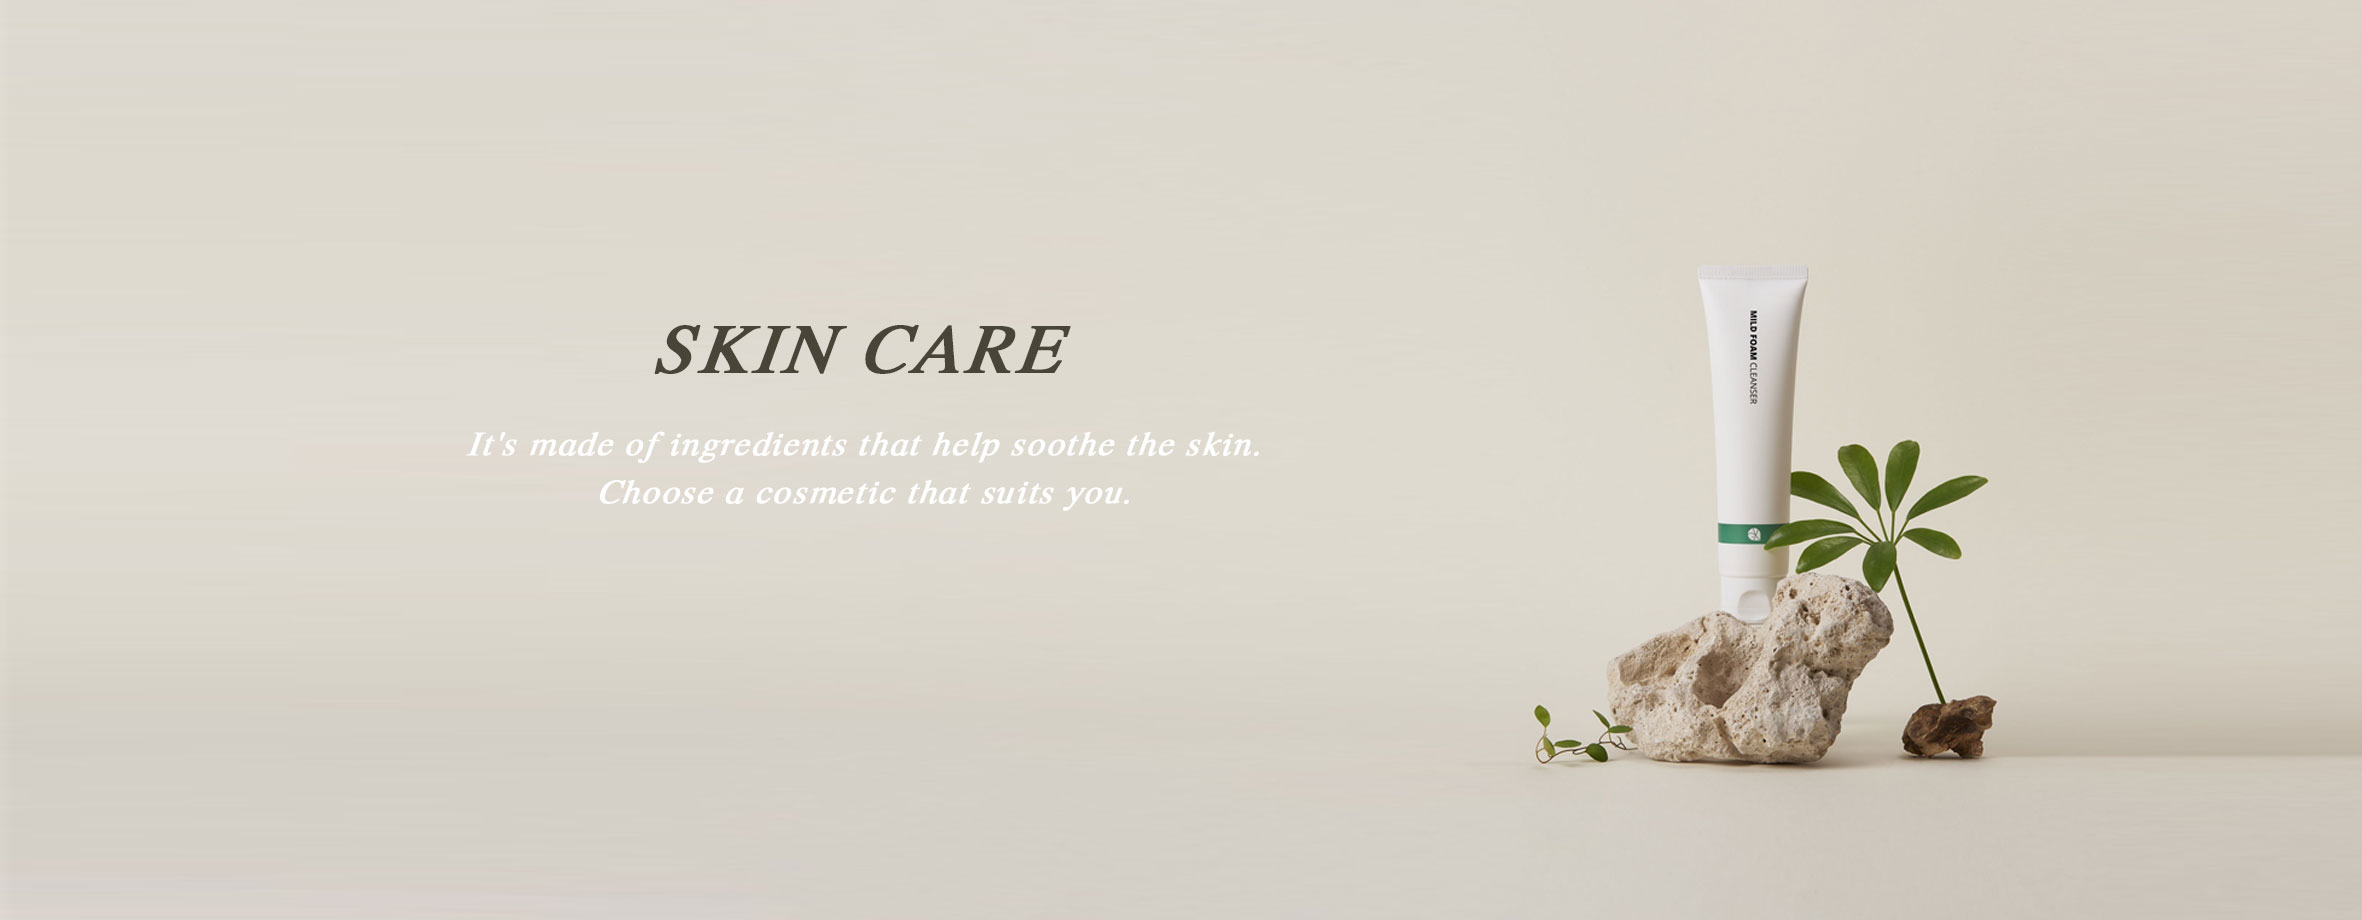 SKIN CARE
It's made of ingredients that help soothe the skin.
Choose a cosmetic that suits you.
MILD FOAM CLEANSER